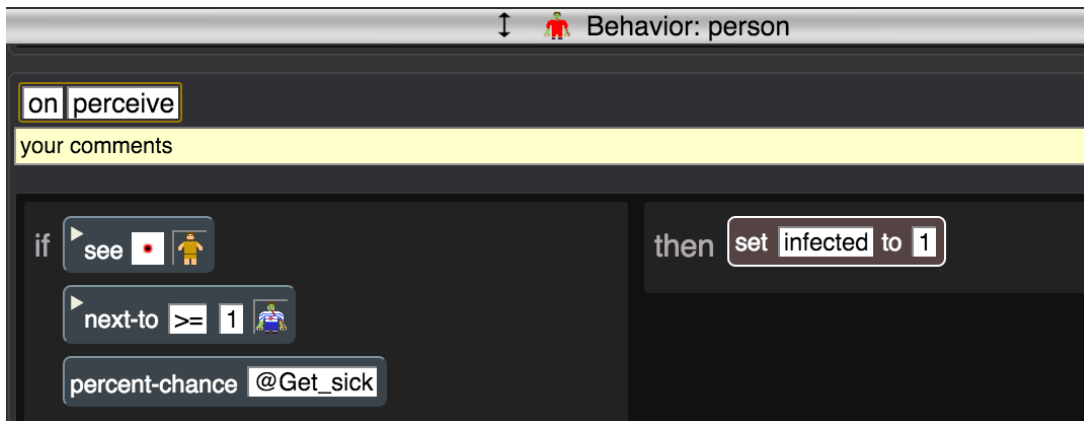 Behavior: person
on perceive
your comments
if see then set infected to 1
next-to >= 1
percent-chance @Get_sick